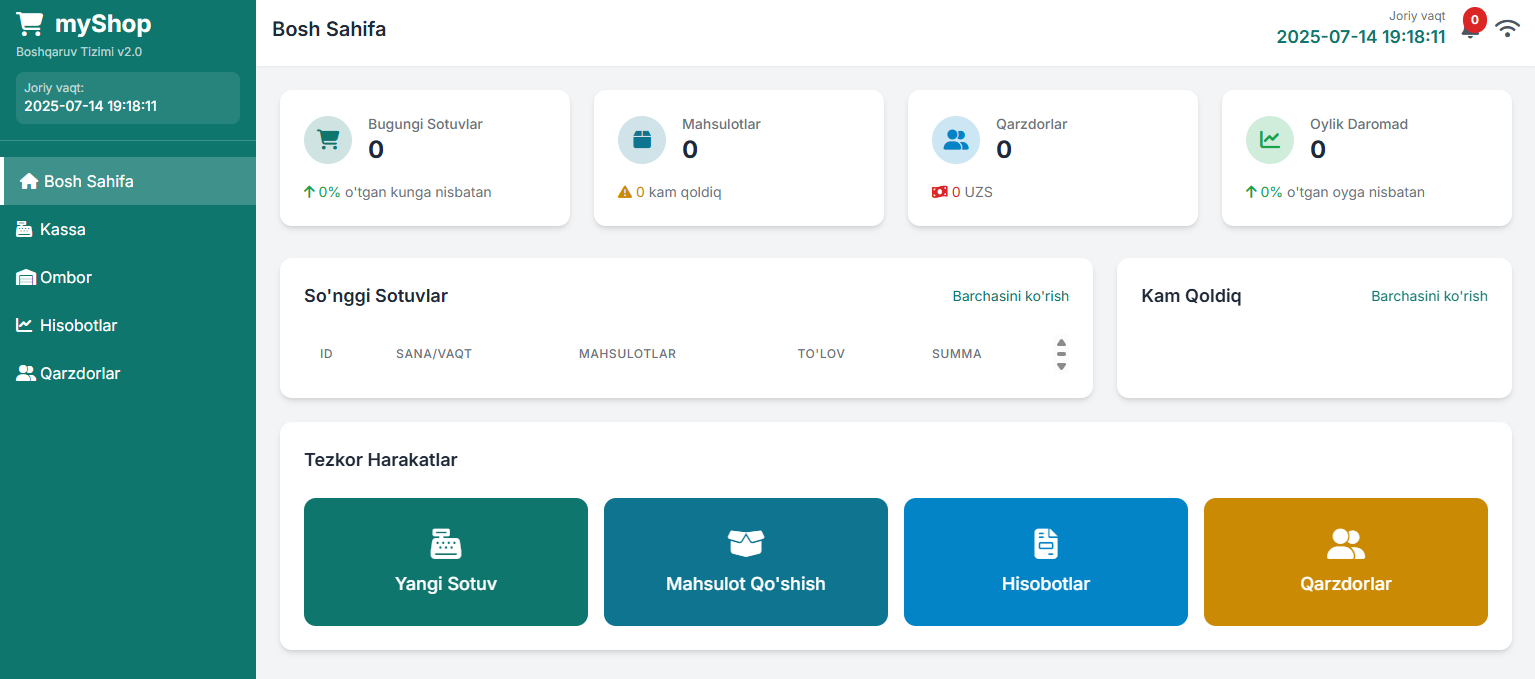 myShop
Boshqaruv Tizimi v2.0
Joriy vaqt:
2025-07-14 19:18:11
Bosh Sahifa
Kassa
Ombor
Hisobotlar
Qarzdorlar
Bosh Sahifa
Joriy vaqt
2025-07-14 19:18:11
0
Bugungi Sotuvlar
0
0% o'tgan kunga nisbatan
Mahsulotlar
0
0 kam qoldiq
Qarzdorlar
0
0 UZS
Oylik Daromad
0
0% o'tgan oyga nisbatan
So'nggi Sotuvlar
Barchasini ko'rish
ID SANA/VAQT MAHSULOTLAR TO'LOV SUMMA
Kam Qoldiq
Barchasini ko'rish
Tezkor Harakatlar
Yangi Sotuv
Mahsulot Qo'shish
Hisobotlar
Qarzdorlar